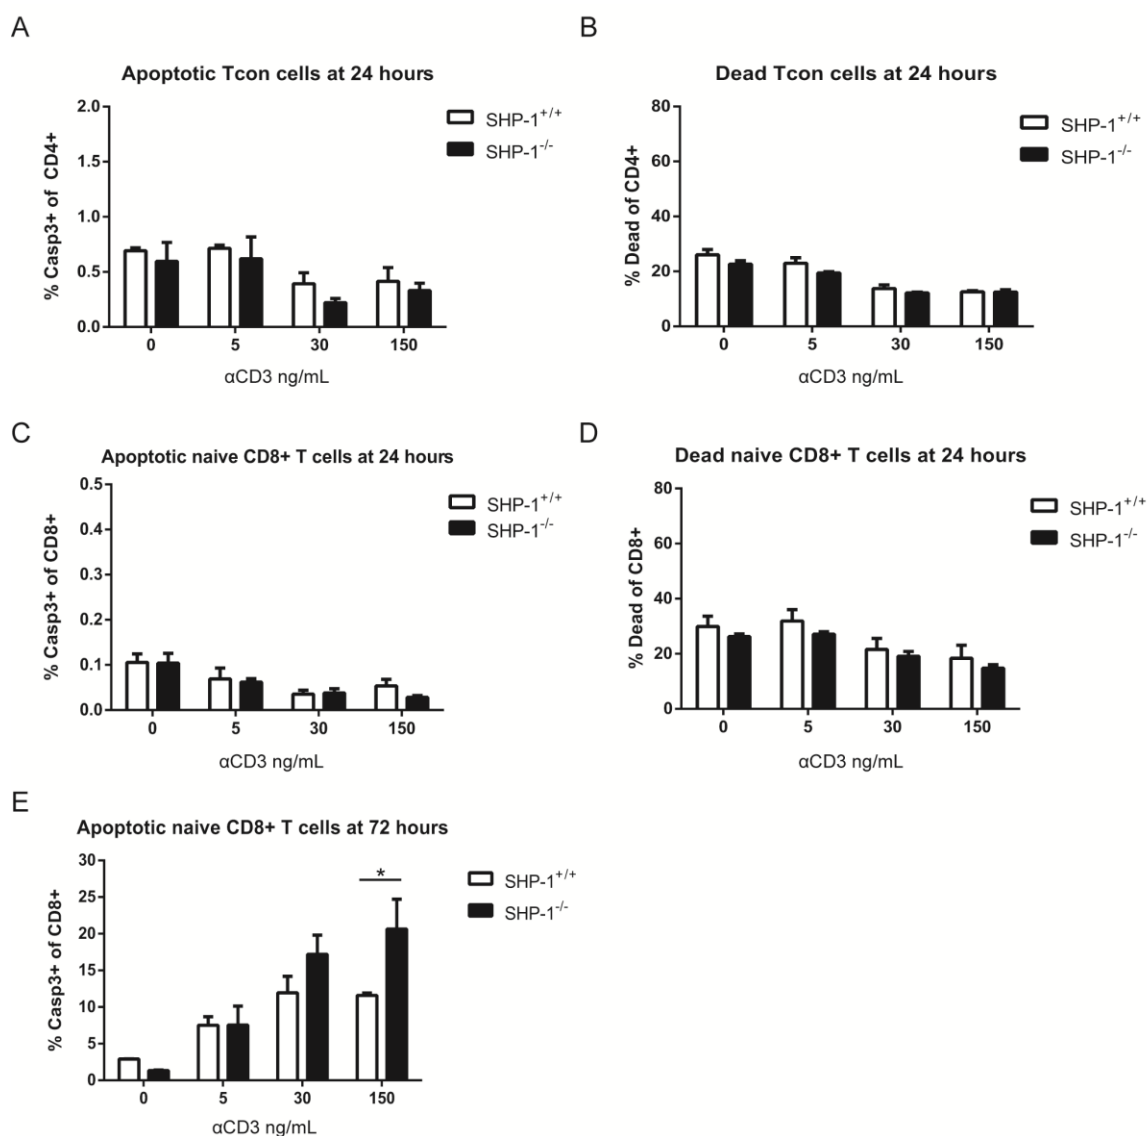 A
Apoptotic Tcon cells at 24 hours
% Casp3+ of CD4+
2.0
1.5
1.0
0.5
0.0
0 5 30 150
αCD3 ng/mL
SHP-1+/+
SHP-1-/-
B
Dead Tcon cells at 24 hours
% Dead of CD4+
80
60
40
20
0
0 5 30 150
αCD3 ng/mL
SHP-1+/+
SHP-1-/-
C
Apoptotic naive CD8+ T cells at 24 hours
% Casp3+ of CD8+
0.5
0.4
0.3
0.2
0.1
0.0
0 5 30 150
αCD3 ng/mL
SHP-1+/+
SHP-1-/-
D
Dead naive CD8+ T cells at 24 hours
% Dead of CD8+
80
60
40
20
0
0 5 30 150
αCD3 ng/mL
SHP-1+/+
SHP-1-/-
E
Apoptotic naive CD8+ T cells at 72 hours
% Casp3+ of CD8+
30
25
20
15
10
5
0
*
0 5 30 150
αCD3 ng/mL
SHP-1+/+
SHP-1-/-